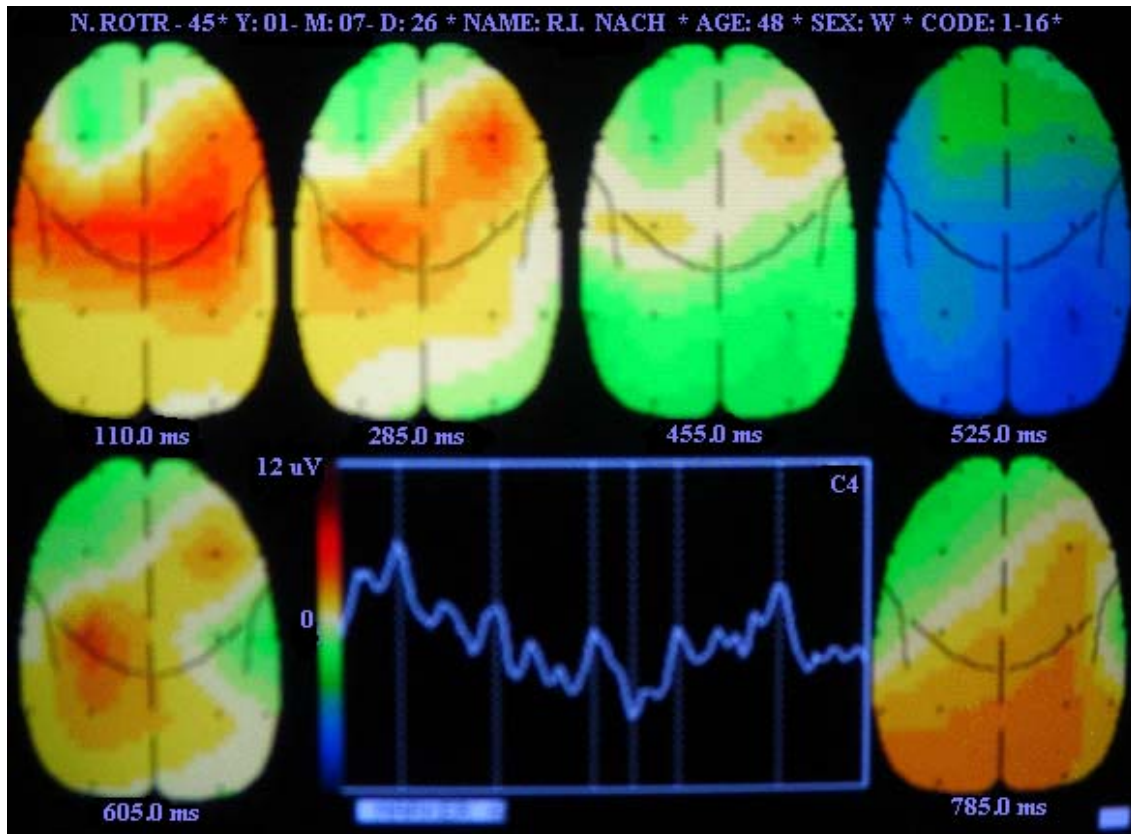 N. ROTR - 45* Y: 01- M: 07- D: 26 * NAME: R.I. NACH * AGE: 48 * SEX: W * CODE: 1-16*
110.0 ms
285.0 ms
455.0 ms
525.0 ms
12 uV
C4
0
605.0 ms
785.0 ms